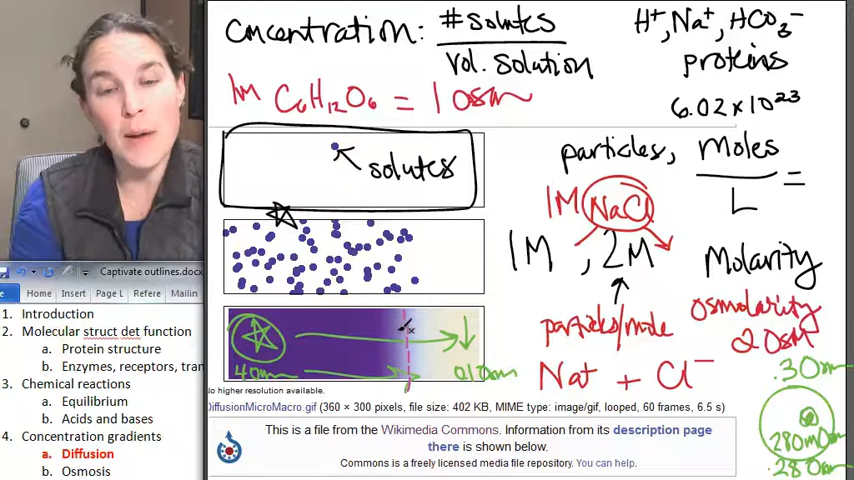 concentration: #solutes
vol. solution
H+, Na+, HCO3-
proteins
1M C6H12O6 = 1 Osm
6.02 x 10 23
solutes
particles, Moles =
L
1M NaCl
1M , 2M
Molarity
particles/mole
osmolarity
2 OsM
Na+ + Cl-
.30
280mOsm
.280
Captivate outlines.docx
Home Insert Page L Refere Mailin
1. Introduction
2. Molecular struct det function
a. Protein structure
b. Enzymes, receptors, tran
3. Chemical reactions
a. Equilibrium
b. Acids and bases
4. Concentration gradients
a. Diffusion
b. Osmosis
No higher resolution available.
DiffusionMicroMacro.gif (360 × 300 pixels, file size: 402 KB, MIME type: image/gif, looped, 60 frames, 6.5 s)
This is a file from the Wikimedia Commons. Information from its description page
there is shown below.
Commons is a freely licensed media file repository. You can help.